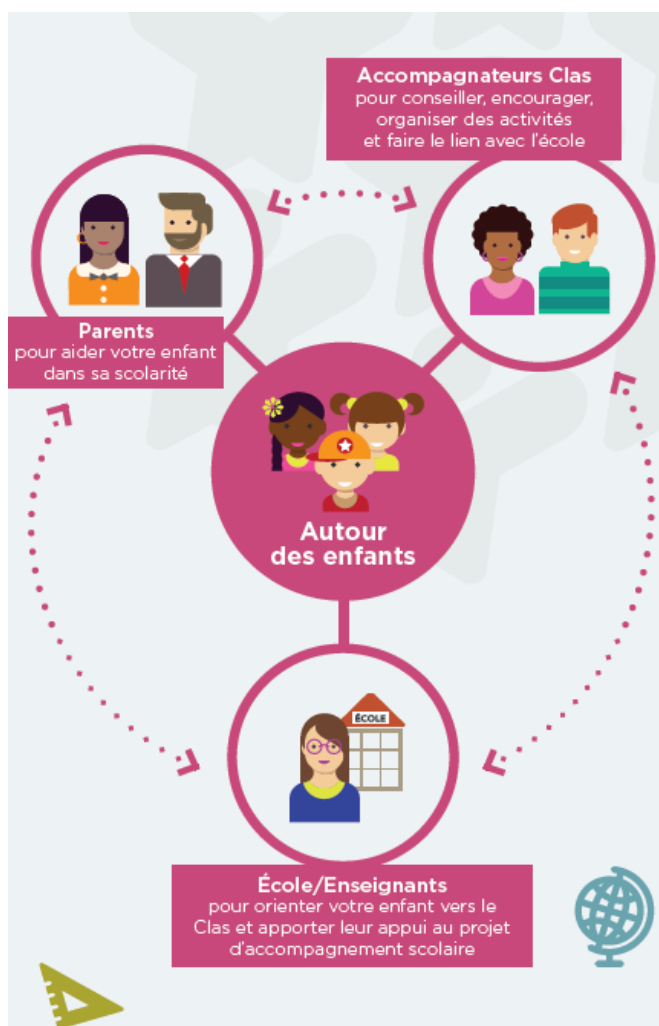 Accompagnateurs Clas
pour conseiller, encourager,
organiser des activités
et faire le lien avec l'école
Parents
pour aider votre enfant
dans sa scolarité
Autour
des enfants
ÉCOLE
École/Enseignants
pour orienter votre enfant vers le
Clas et apporter leur appui au projet
d'accompagnement scolaire